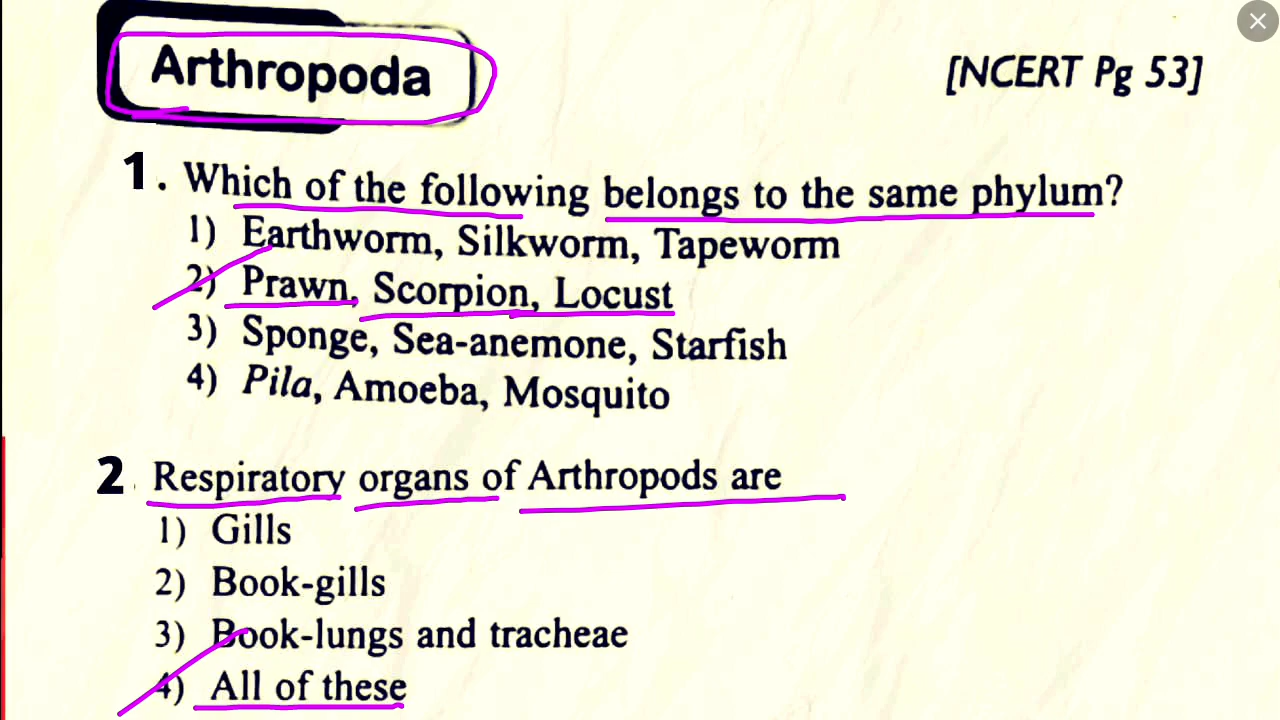 Arthropoda
[NCERT Pg 53]
1. Which of the following belongs to the same phylum?
1) Earthworm, Silkworm, Tapeworm
2) Prawn, Scorpion, Locust
3) Sponge, Sea-anemone, Starfish
4) Pila, Amoeba, Mosquito
2. Respiratory organs of Arthropods are
1) Gills
2) Book-gills
3) Book-lungs and tracheae
4) All of these